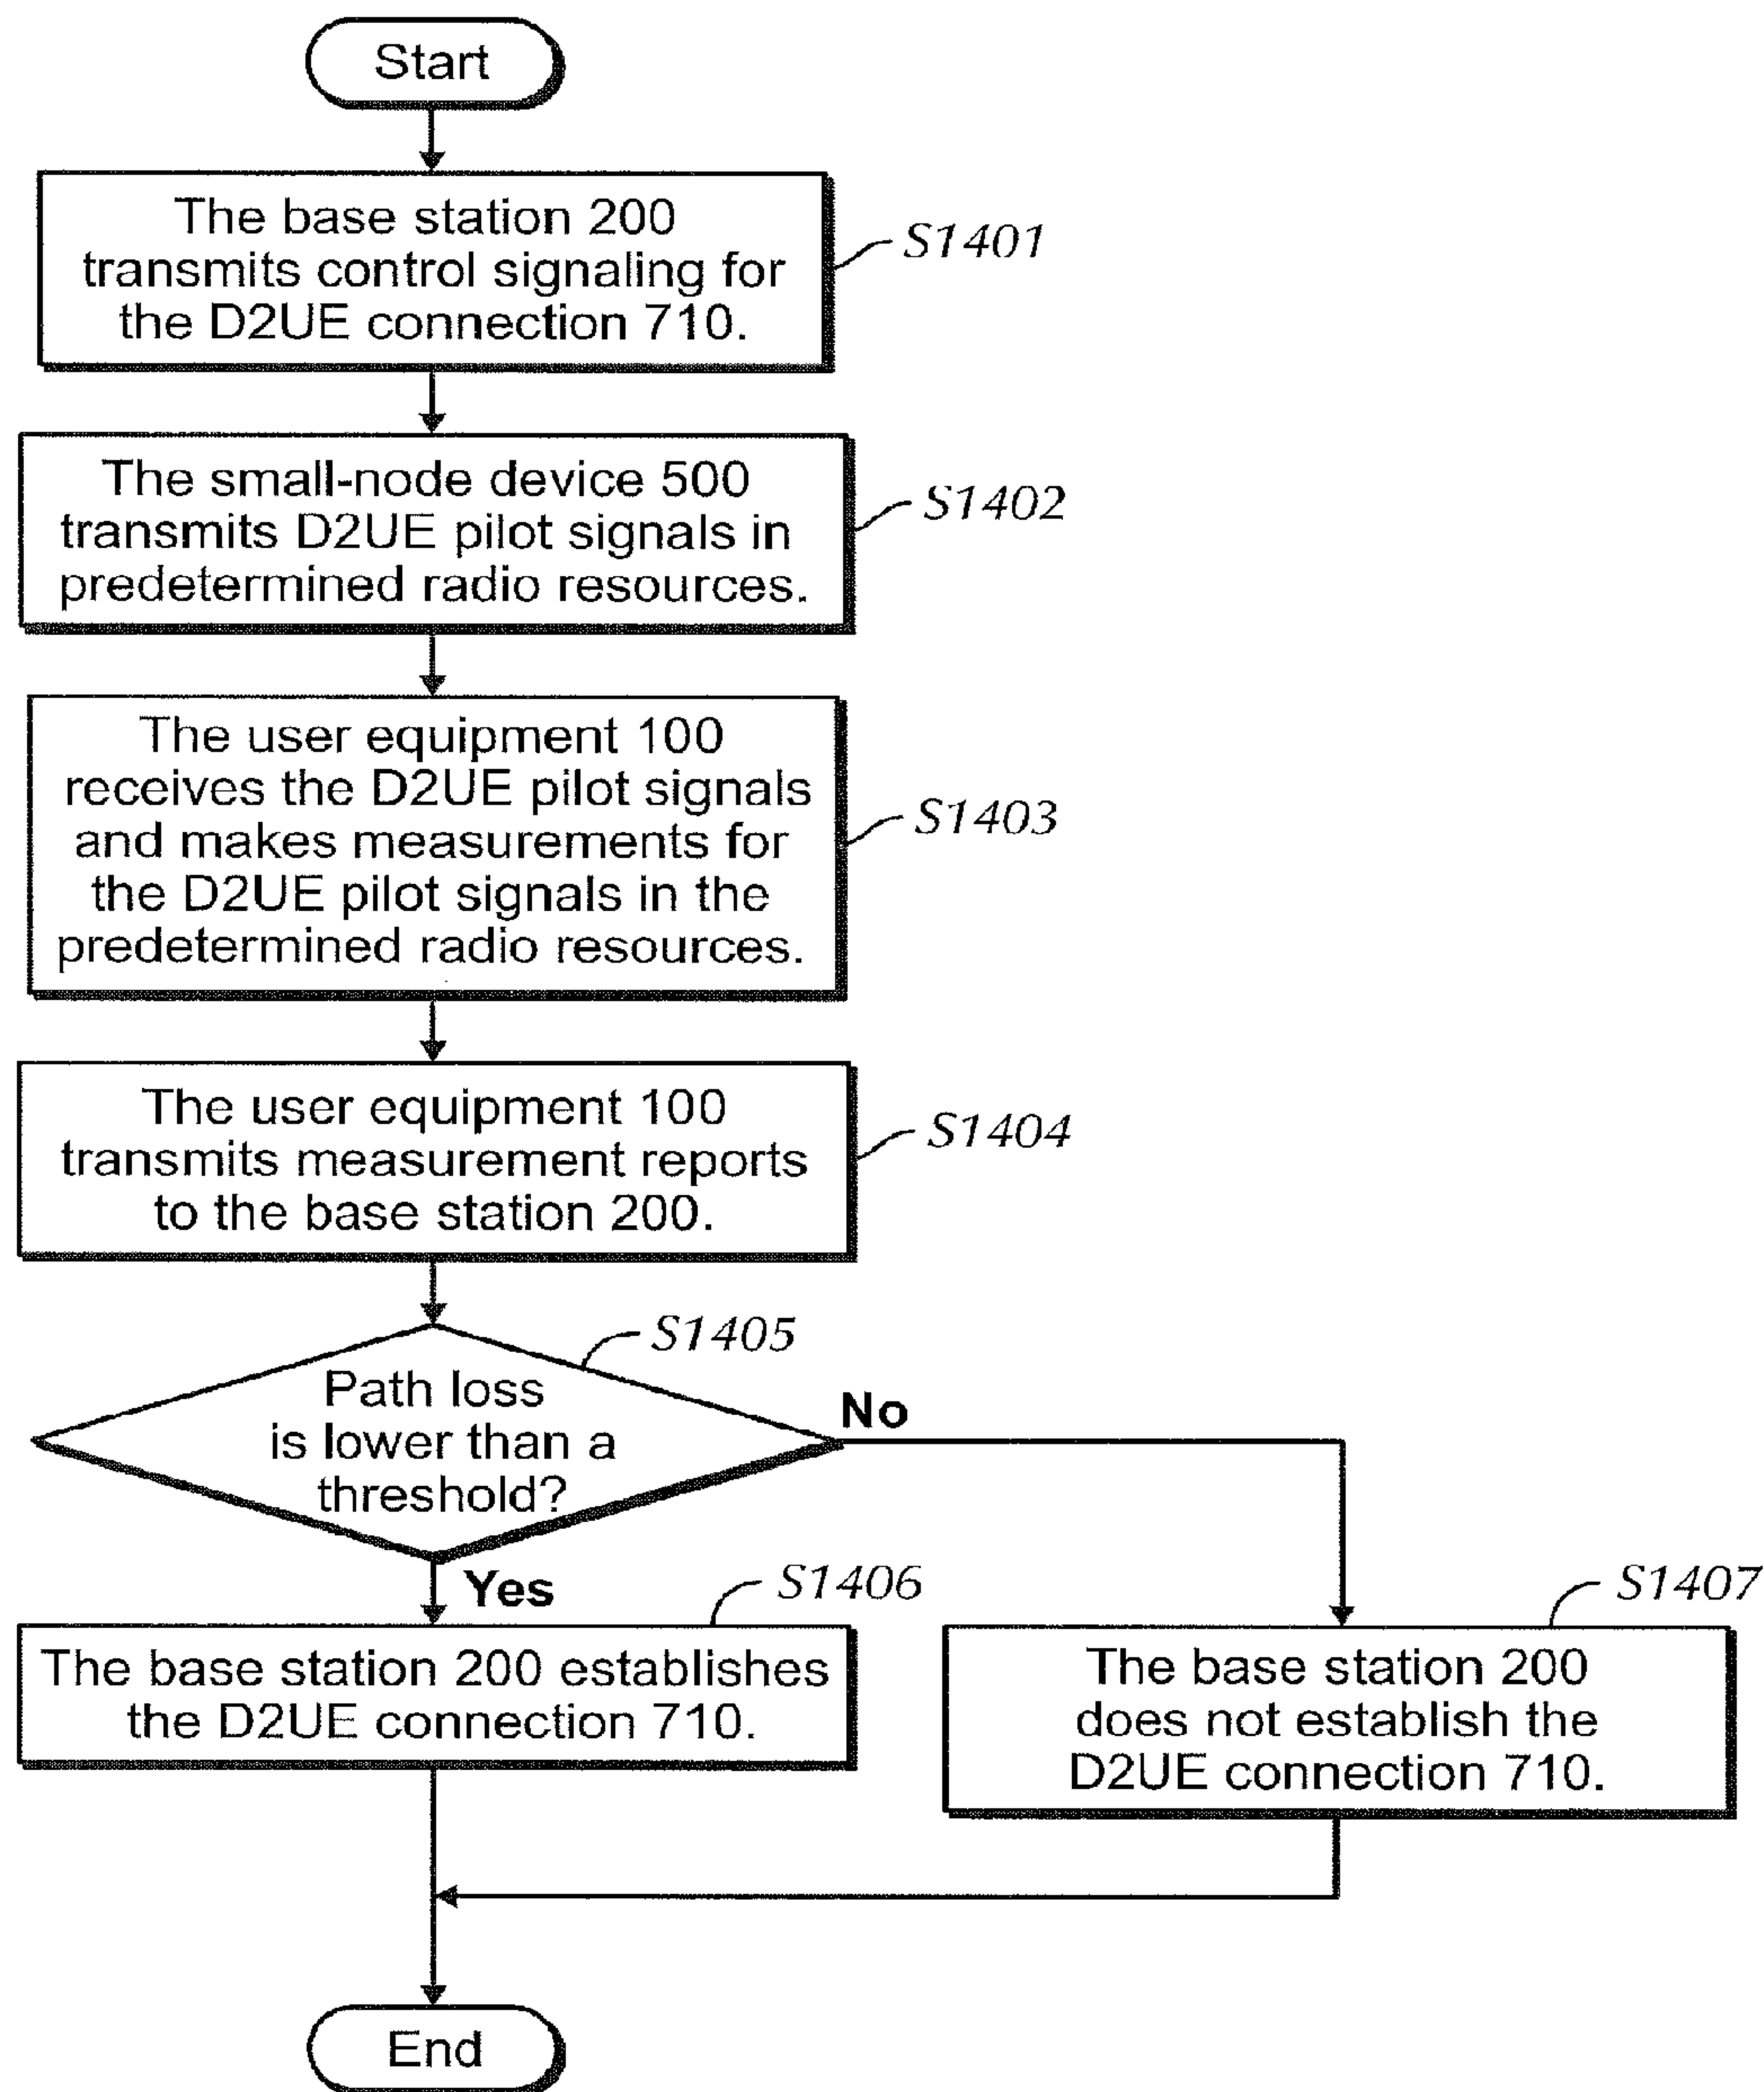 Start
The base station 200
transmits control signaling for
the D2UE connection 710.
S1401
The small-node device 500
transmits D2UE pilot signals in
predetermined radio resources.
S1402
The user equipment 100
receives the D2UE pilot signals
and makes measurements for
the D2UE pilot signals in the
predetermined radio resources.
S1403
The user equipment 100
transmits measurement reports
to the base station 200.
S1404
S1405
Path loss
is lower than a
threshold?
No
Yes
S1406
The base station 200 establishes
the D2UE connection 710.
S1407
The base station 200
does not establish the
D2UE connection 710.
End